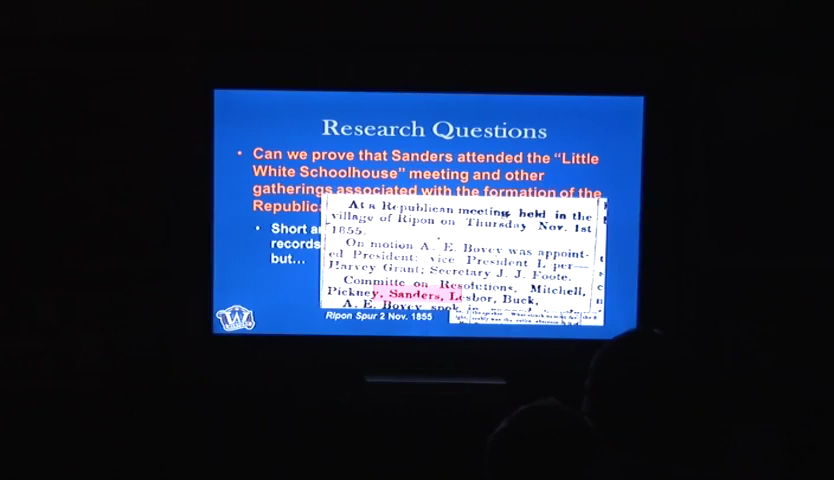 Research Questions
• Can we prove that Sanders attended the “Little
White Schoolhouse” meeting and other
gatherings associated with the formation of the
Republic
• Short a
records
but…
At a Republican meeting held in the
village of Ripon on Thursday Nov. 1st
1855.
On motion A. E. Bovey was appoint-
ed President; vice President I. per—
Harvey Grant; Secretary J. J. Foote.
Committe on Resolutions, Mitchell,
Pickney, Sanders, Lesbor, Buck,
A. E. Bovey spok
Ripon Spur 2 Nov. 1855
W